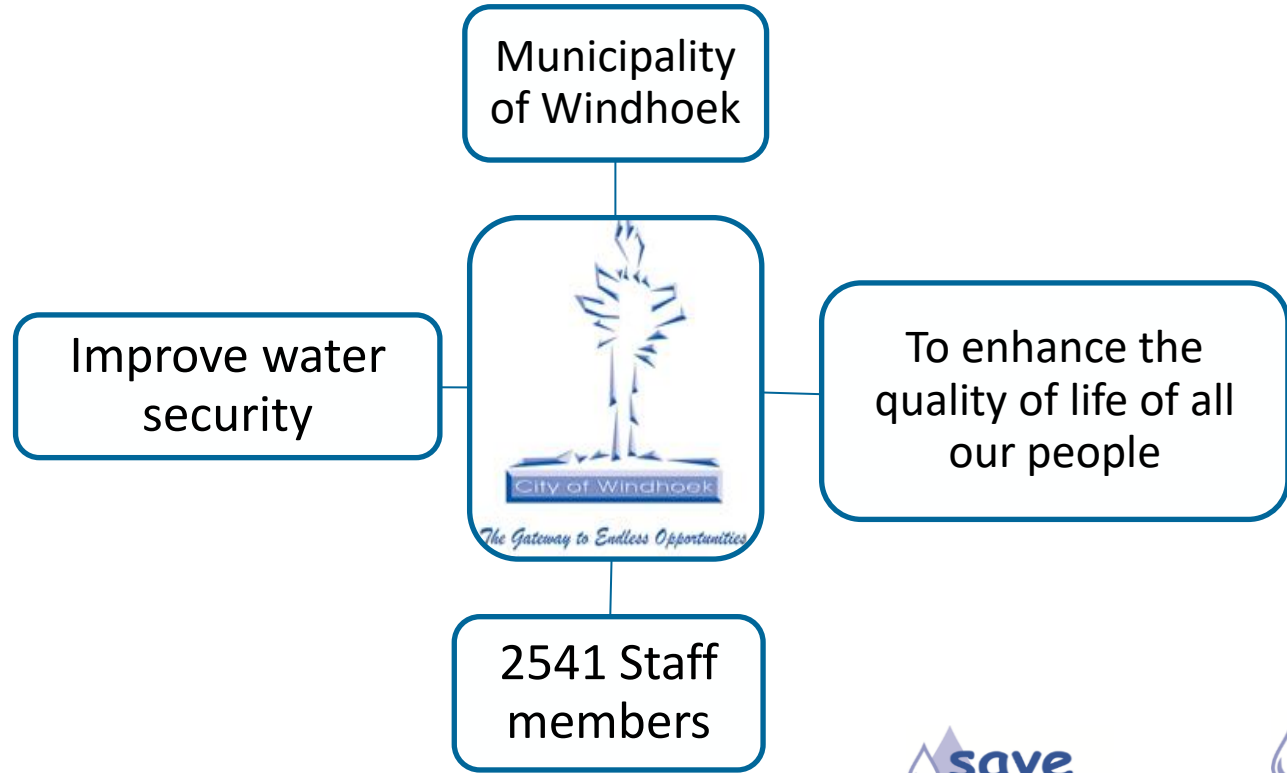 Municipality
of Windhoek
Improve water
security
City of Windhoek
The Gateway to Endless Opportunities
To enhance the
quality of life of all
our people
2541 Staff
members
save